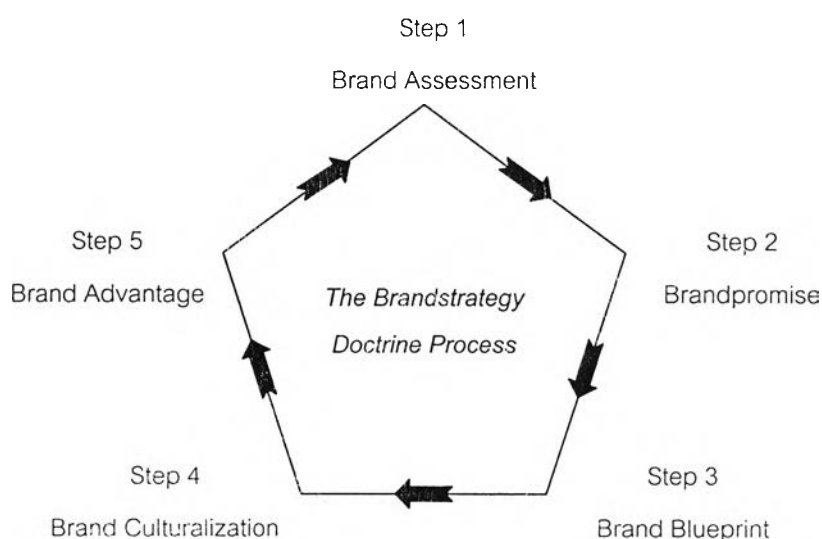 Step 1
Brand Assessment
Step 5
Brand Advantage
Step 2
Brandpromise
The Brandstrategy
Doctrine Process
Step 4
Brand Culturalization
Step 3
Brand Blueprint